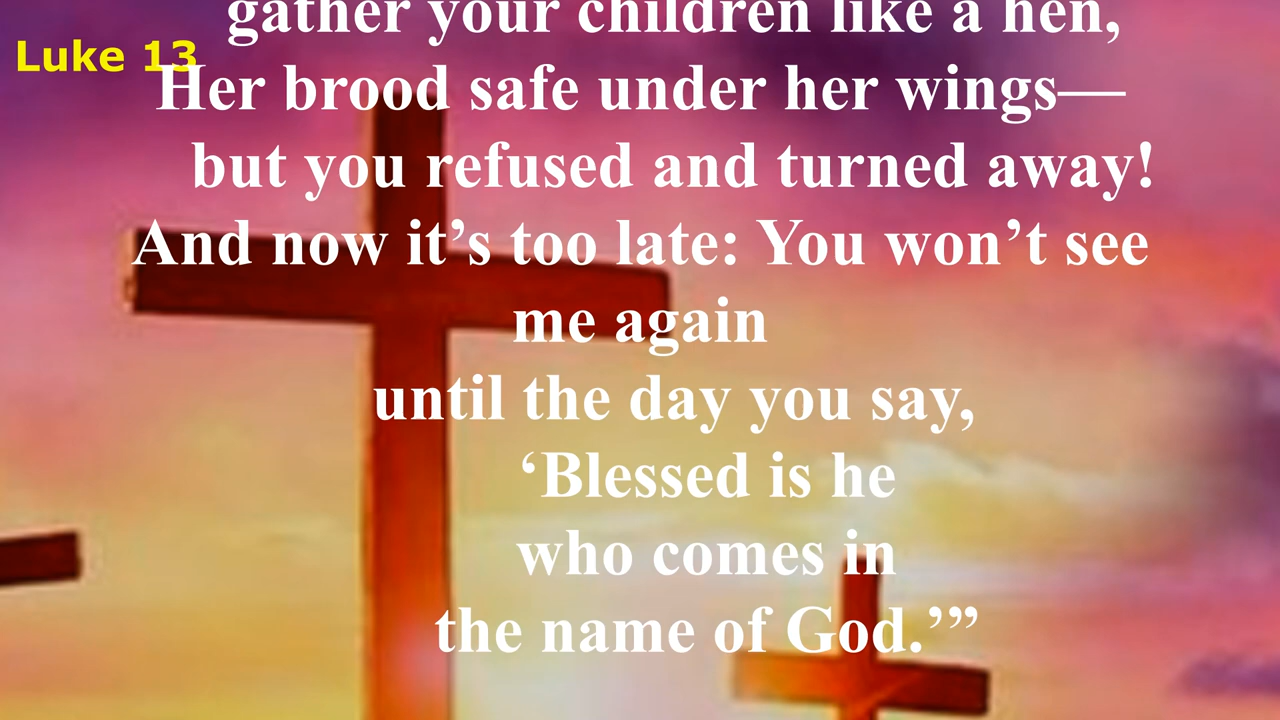 gather your children like a hen,
Luke 13
Her brood safe under her wings—
but you refused and turned away!
And now it’s too late: You won’t see
me again
until the day you say,
‘Blessed is he
who comes in
the name of God.’”